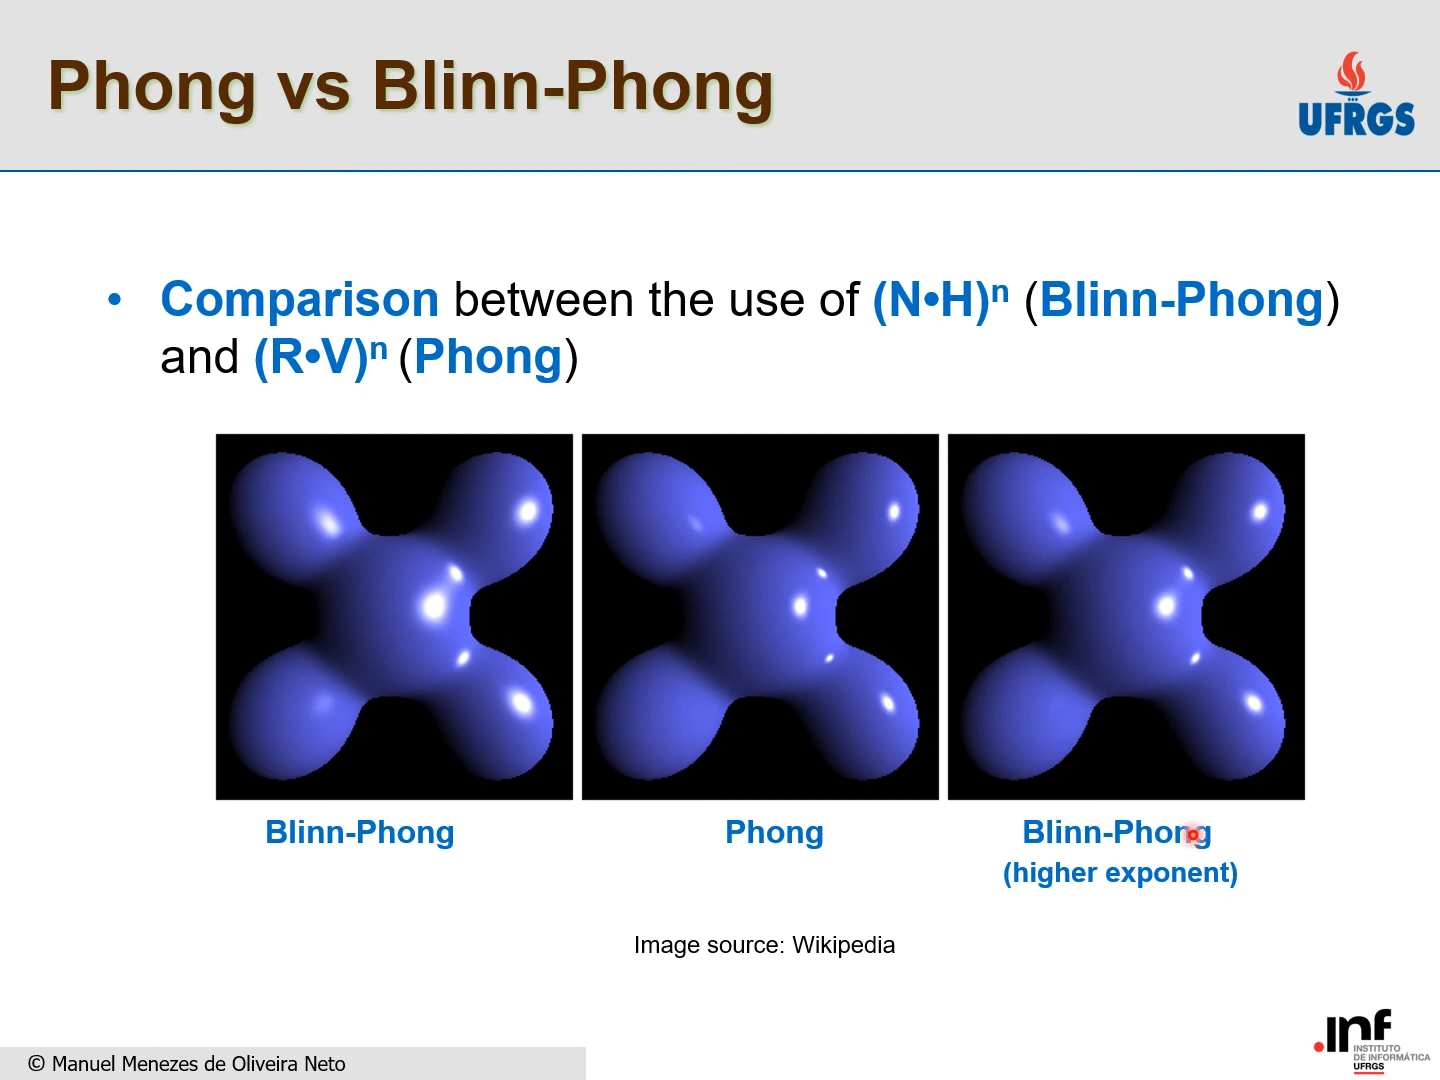 Phong vs Blinn-Phong
UFRGS
• Comparison between the use of (N•H)ⁿ (Blinn-Phong)
and (R•V)ⁿ (Phong)
Blinn-Phong
Phong
Blinn-Phong
(higher exponent)
Image source: Wikipedia
© Manuel Menezes de Oliveira Neto
.inf
INSTITUTO
DE INFORMÁTICA
UFRGS